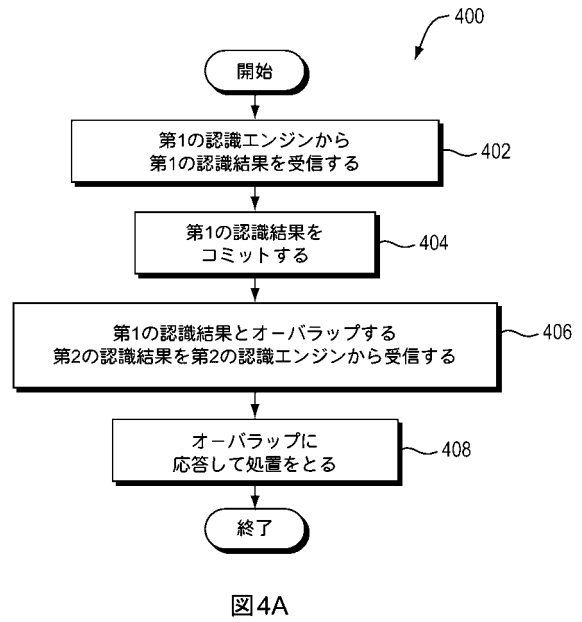 400
開始
第1の認識エンジンから
第1の認識結果を受信する
402
第1の認識結果を
コミットする
404
第1の認識結果とオーバラップする
第2の認識結果を第2の認識エンジンから受信する
406
オーバラップに
応答して処置をとる
408
終了
図4A